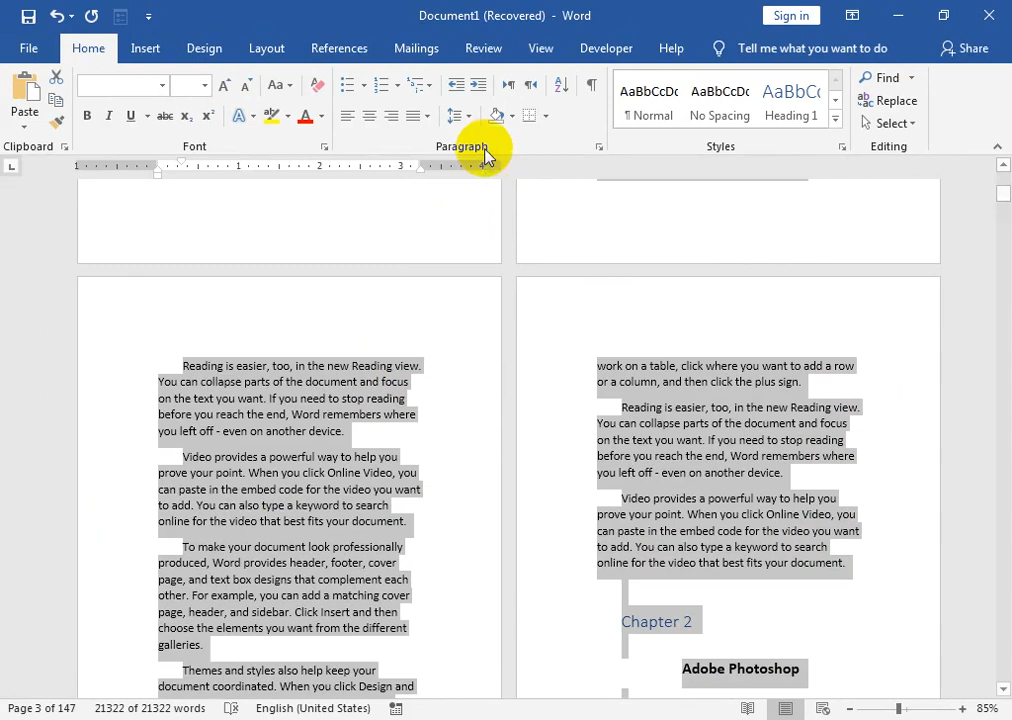 Document1 (Recovered) - Word
Sign in
File Home Insert Design Layout References Mailings Review View Developer Help Tell me what you want to do Share
Paste
Aa
B I U abc x₂ x² A A
AaBbCcDc AaBbCcDc AaBbCc
¶ Normal No Spacing Heading 1
Find
Replace
Select
Clipboard Font Paragraph Styles Editing
1 1 2 3 4
Reading is easier, too, in the new Reading view.
You can collapse parts of the document and focus
on the text you want. If you need to stop reading
before you reach the end, Word remembers where
you left off - even on another device.
Video provides a powerful way to help you
prove your point. When you click Online Video, you
can paste in the embed code for the video you want
to add. You can also type a keyword to search
online for the video that best fits your document.
To make your document look professionally
produced, Word provides header, footer, cover
page, and text box designs that complement each
other. For example, you can add a matching cover
page, header, and sidebar. Click Insert and then
choose the elements you want from the different
galleries.
Themes and styles also help keep your
document coordinated. When you click Design and
work on a table, click where you want to add a row
or a column, and then click the plus sign.
Reading is easier, too, in the new Reading view.
You can collapse parts of the document and focus
on the text you want. If you need to stop reading
before you reach the end, Word remembers where
you left off - even on another device.
Video provides a powerful way to help you
prove your point. When you click Online Video, you
can paste in the embed code for the video you want
to add. You can also type a keyword to search
online for the video that best fits your document.
Chapter 2
Adobe Photoshop
Page 3 of 147 21322 of 21322 words English (United States) 85%